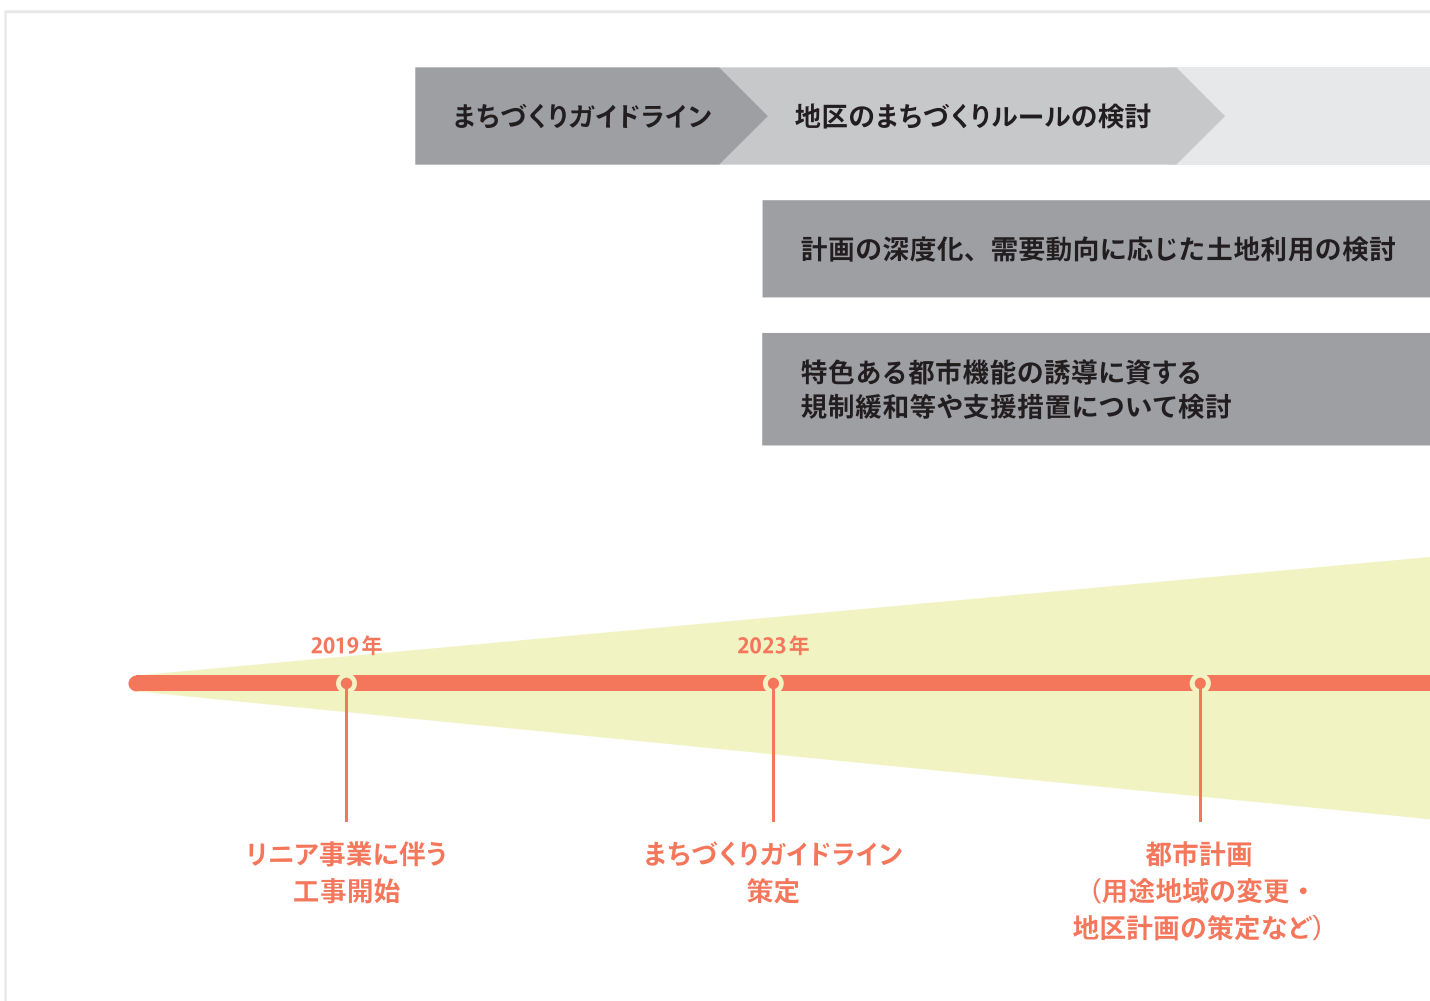 まちづくりガイドライン
地区のまちづくりルールの検討
計画の深度化、需要動向に応じた土地利用の検討
特色ある都市機能の誘導に資する
規制緩和等や支援措置について検討
2019年
2023年
リニア事業に伴う
工事開始
まちづくりガイドライン
策定
都市計画
（用途地域の変更・
地区計画の策定など）